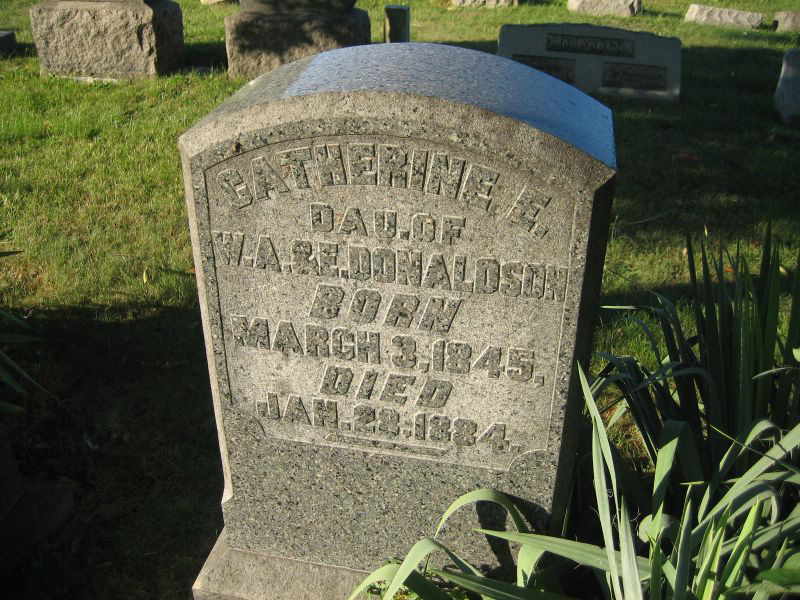 CATHERINE. E.
DAU. OF
W.A. & E. DONALDSON
BORN
MARCH 3, 1845,
DIED
JAN. 28, 1884.